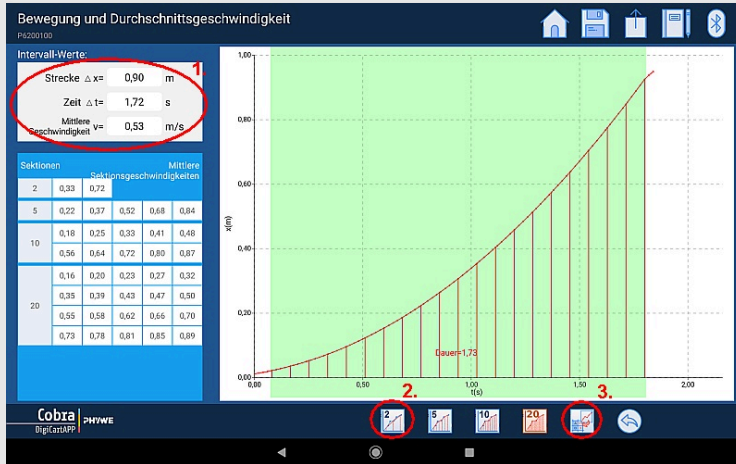 Bewegung und Durchschnittsgeschwindigkeit
P6200100
Intervall-Werte:
1.
Strecke △ x= 0,90 m
Zeit △ t= 1,72 s
Mittlere
Geschwindigkeit v= 0,53 m/s
Sektionen Mittlere
Sektionsgeschwindigkeiten
2 0,33 0,72
5 0,22 0,37 0,52 0,68 0,84
10 0,18 0,25 0,33 0,41 0,48
0,56 0,64 0,72 0,80 0,87
20 0,16 0,20 0,23 0,27 0,32
0,35 0,39 0,43 0,47 0,50
0,55 0,58 0,62 0,66 0,70
0,73 0,78 0,81 0,85 0,89
1,00
0,80
0,60
x(m)
0,40
0,20
0,00
Dauer=1,73
0,00 0,50 1,00 1,50 2,00
t(s)
2. 3.
Cobra PHYWE
DigiCartAPP
2 5 10 20